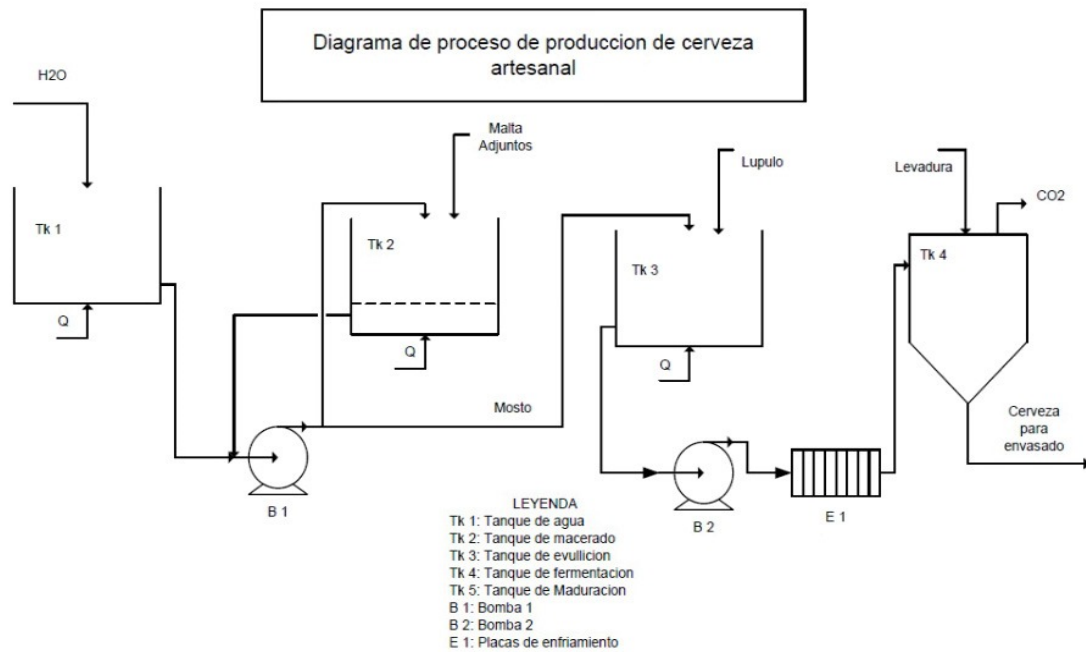 Diagrama de proceso de produccion de cerveza
artesanal
H2O
Malta
Adjuntos
Lupulo
Levadura
CO2
Tk 1
Tk 2
Tk 3
Tk 4
Q
Q
Q
Mosto
Cerveza
para
envasado
B 1
B 2
E 1
LEYENDA
Tk 1: Tanque de agua
Tk 2: Tanque de macerado
Tk 3: Tanque de evullicion
Tk 4: Tanque de fermentacion
Tk 5: Tanque de Maduracion
B 1: Bomba 1
B 2: Bomba 2
E 1: Placas de enfriamiento